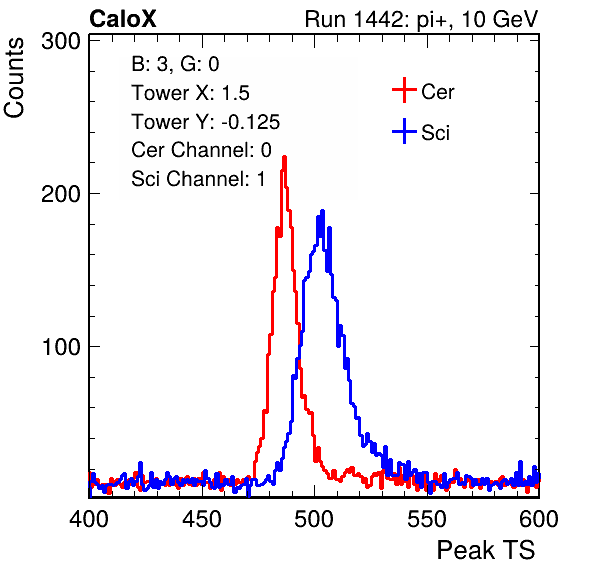 CaloX Run 1442: pi+, 10 GeV
Counts
300
200
100
B: 3, G: 0
Tower X: 1.5
Tower Y: -0.125
Cer Channel: 0
Sci Channel: 1
Cer
Sci
400 450 500 550 600
Peak TS